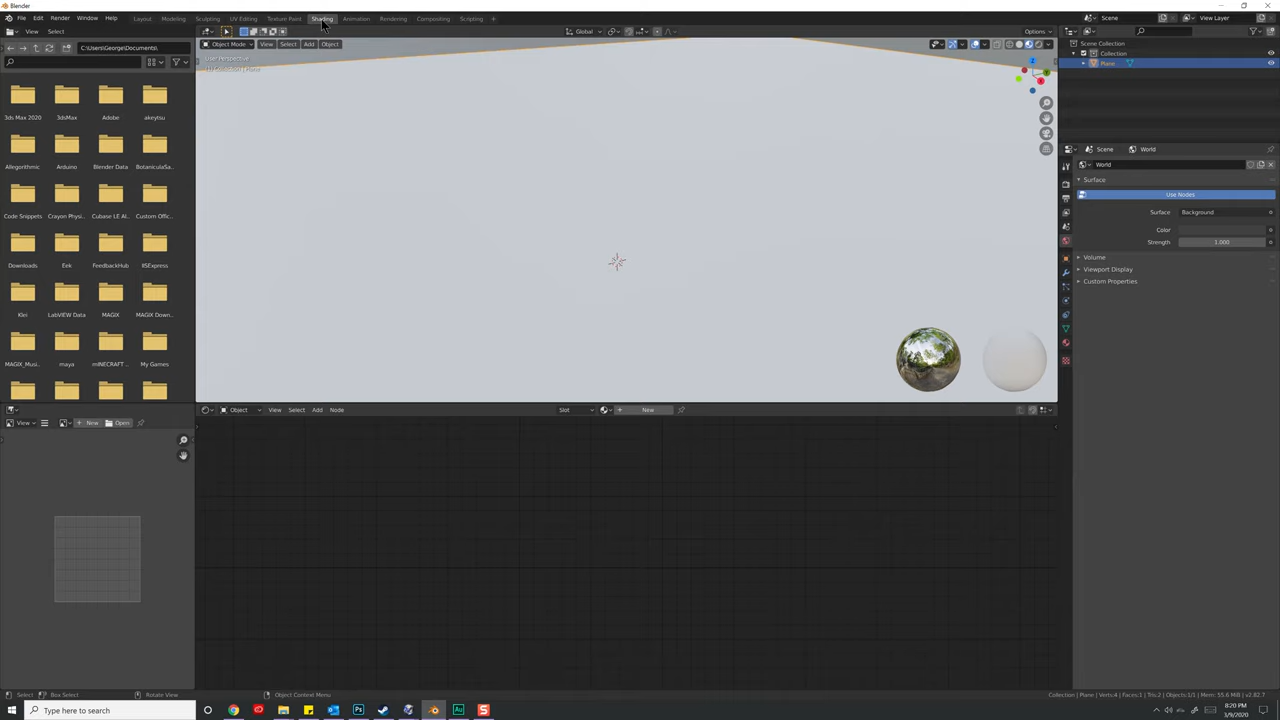 Blender
File Edit Render Window Help
Layout Modeling Sculpting UV Editing Texture Paint Shading Animation Rendering Compositing Scripting +
Scene
View Layer
View Select
Global
Options
C:\Users\George\Documents\
Object Mode View Select Add Object
User Perspective
(1) Collection | Plane
Scene Collection
Collection
Plane
3ds Max 2020 3dsMax Adobe akeytsu
Allegorithmic Arduino Blender Data BotaniculaSa..
Code Snippets Crayon Physi.. Cubase LE Al.. Custom Offic..
Downloads Eek FeedbackHub IISExpress
Klei LabVIEW Data MAGIX MAGIX Down..
MAGIX_Musi.. maya mINECRAFT .. My Games
Scene World
World
Surface
Use Nodes
Surface Background
Color
Strength 1.000
Volume
Viewport Display
Custom Properties
Object View Select Add Node Slot + New
View New Open
Select Box Select Rotate View Object Context Menu
Collection | Plane | Verts:4 | Faces:1 | Tris:2 | Objects:1/1 | Mem: 55.6 MiB | v2.82.7
Type here to search
8:20 PM
3/9/2020